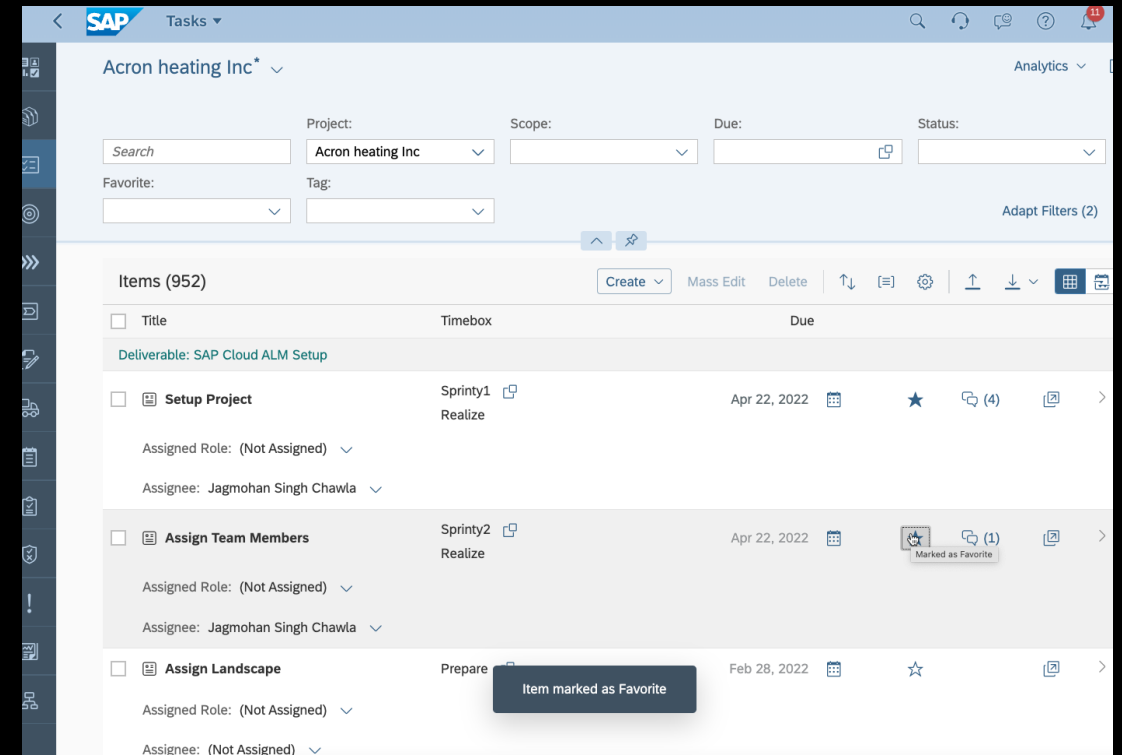 SAP Tasks
11
Acron heating Inc*
Analytics
Project: Scope: Due: Status:
Search Acron heating Inc
Favorite: Tag:
Adapt Filters (2)
Items (952) Create Mass Edit Delete
Title Timebox Due
Deliverable: SAP Cloud ALM Setup
Setup Project Sprinty1 Apr 22, 2022 (4)
Realize
Assigned Role: (Not Assigned)
Assignee: Jagmohan Singh Chawla
Assign Team Members Sprinty2 Apr 22, 2022 (1)
Realize Marked as Favorite
Assigned Role: (Not Assigned)
Assignee: Jagmohan Singh Chawla
Assign Landscape Prepare Feb 28, 2022
Item marked as Favorite
Assigned Role: (Not Assigned)
Assignee: (Not Assigned)